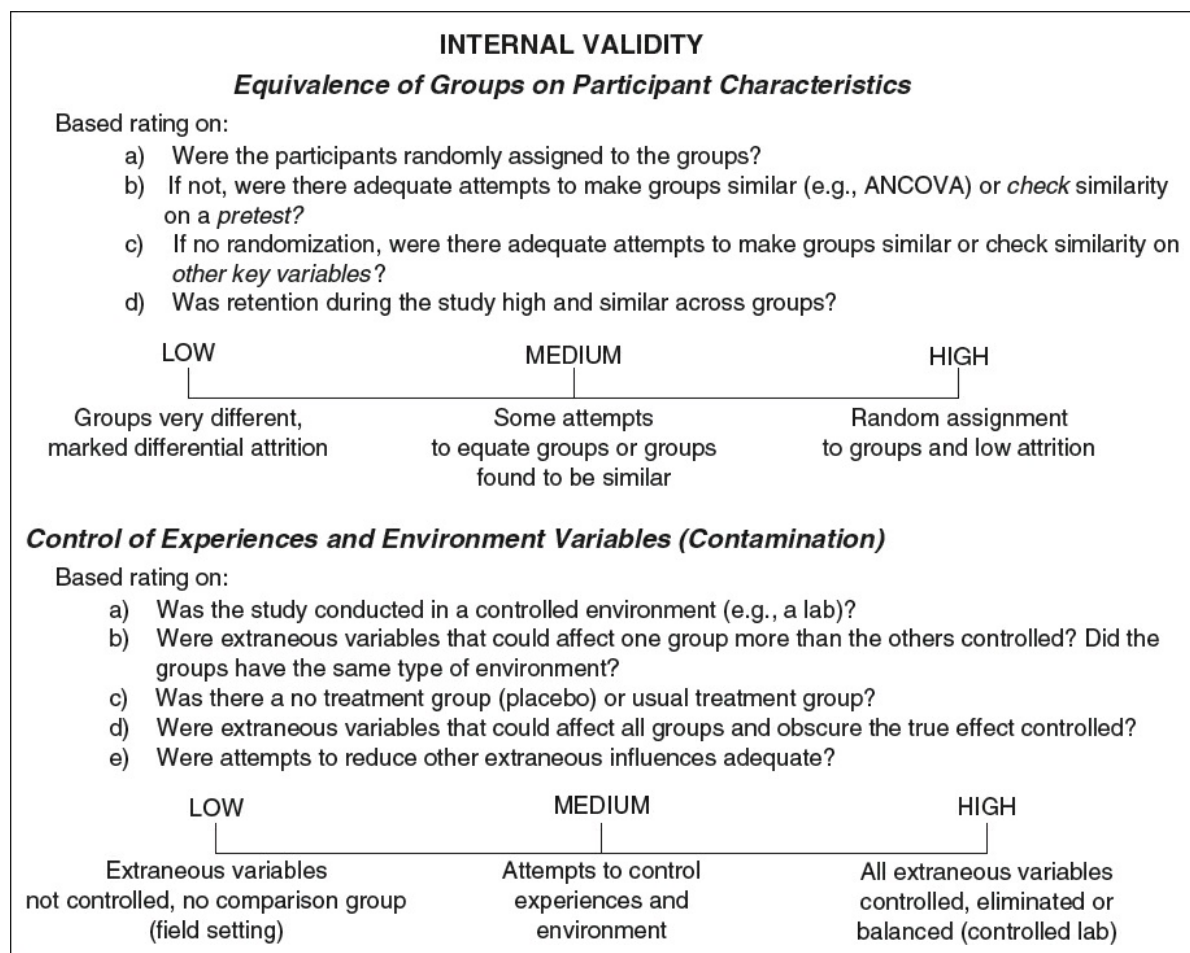 INTERNAL VALIDITY
Equivalence of Groups on Participant Characteristics
Based rating on:
a) Were the participants randomly assigned to the groups?
b) If not, were there adequate attempts to make groups similar (e.g., ANCOVA) or check similarity
on a pretest?
c) If no randomization, were there adequate attempts to make groups similar or check similarity on
other key variables?
d) Was retention during the study high and similar across groups?
LOW MEDIUM HIGH
Groups very different, Some attempts Random assignment
marked differential attrition to equate groups or groups to groups and low attrition
found to be similar
Control of Experiences and Environment Variables (Contamination)
Based rating on:
a) Was the study conducted in a controlled environment (e.g., a lab)?
b) Were extraneous variables that could affect one group more than the others controlled? Did the
groups have the same type of environment?
c) Was there a no treatment group (placebo) or usual treatment group?
d) Were extraneous variables that could affect all groups and obscure the true effect controlled?
e) Were attempts to reduce other extraneous influences adequate?
LOW MEDIUM HIGH
Extraneous variables Attempts to control All extraneous variables
not controlled, no comparison group experiences and controlled, eliminated or
(field setting) environment balanced (controlled lab)